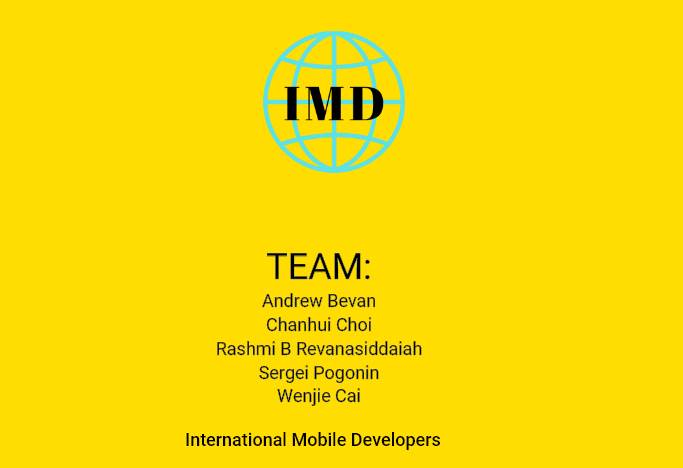 IMD
TEAM:
Andrew Bevan
Chanhui Choi
Rashmi B Revanasiddaiah
Sergei Pogonin
Wenjie Cai
International Mobile Developers